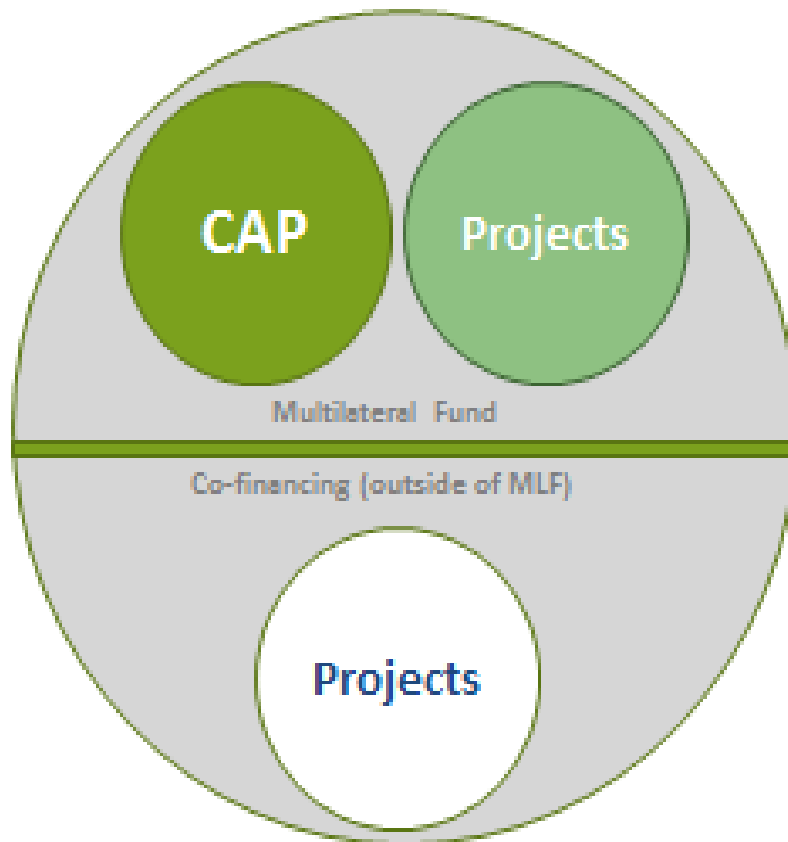 CAP
Projects
Multilateral Fund
Co-financing (outside of MLF)
Projects